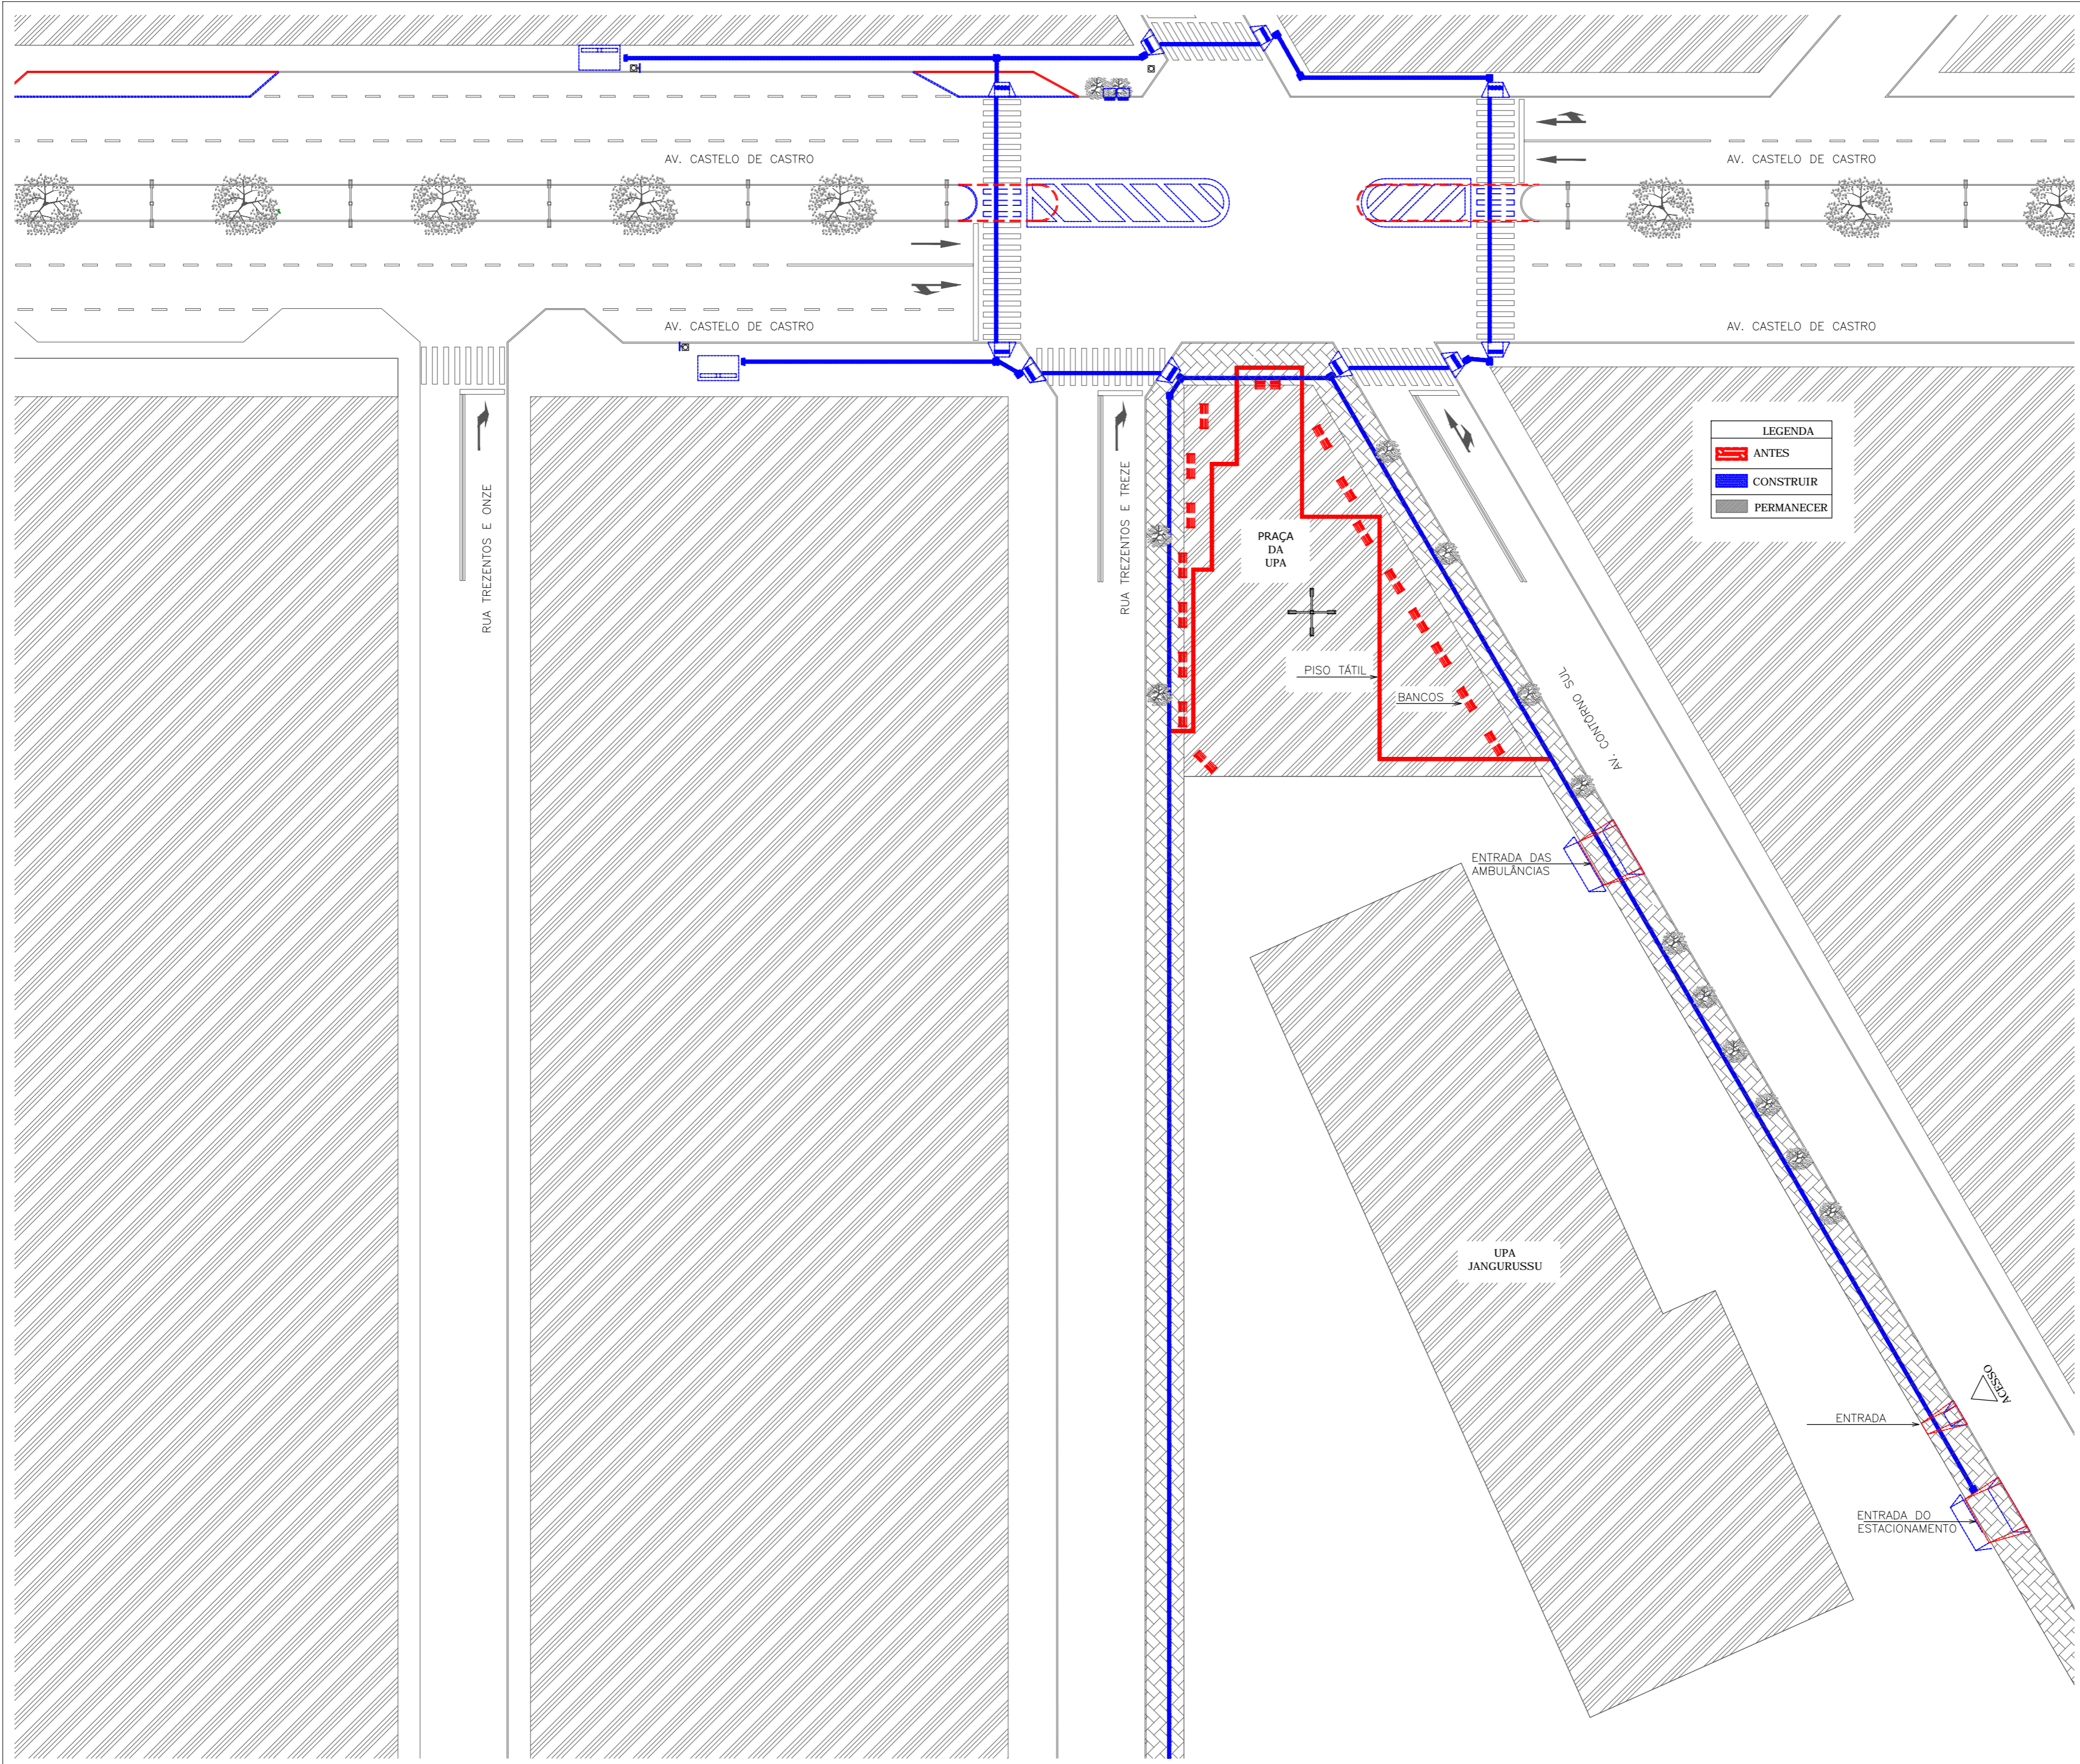 AV. CASTELO DE CASTRO
AV. CASTELO DE CASTRO
AV. CASTELO DE CASTRO
AV. CASTELO DE CASTRO
LEGENDA
ANTES
CONSTRUIR
PERMANECER
RUA TREZENTOS E ONZE
RUA TREZENTOS E TREZE
PRAÇA
DA
UPA
PISO TÁTIL
BANCOS
AV. CONTORNO SUL
ENTRADA DAS
AMBULÂNCIAS
UPA
JANGURUSSU
ACESSO
ENTRADA
ENTRADA DO
ESTACIONAMENTO